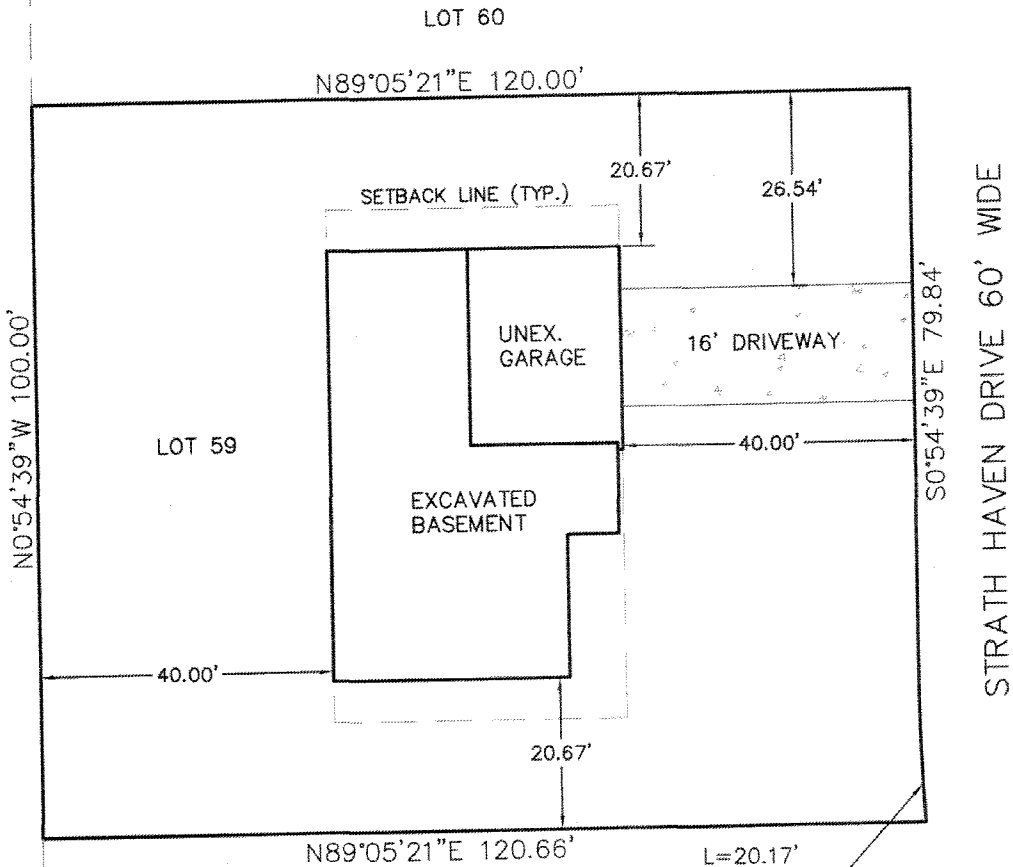 LOT 60
N89°05'21"E 120.00'
20.67'
26.54'
SETBACK LINE (TYP.)
UNEX.
GARAGE
16' DRIVEWAY
N0°54'39"W 100.00'
S0°54'39"E 79.84'
STRATH HAVEN DRIVE 60' WIDE
LOT 59
40.00'
EXCAVATED
BASEMENT
40.00'
20.67'
N89°05'21"E 120.66'
L=20.17'